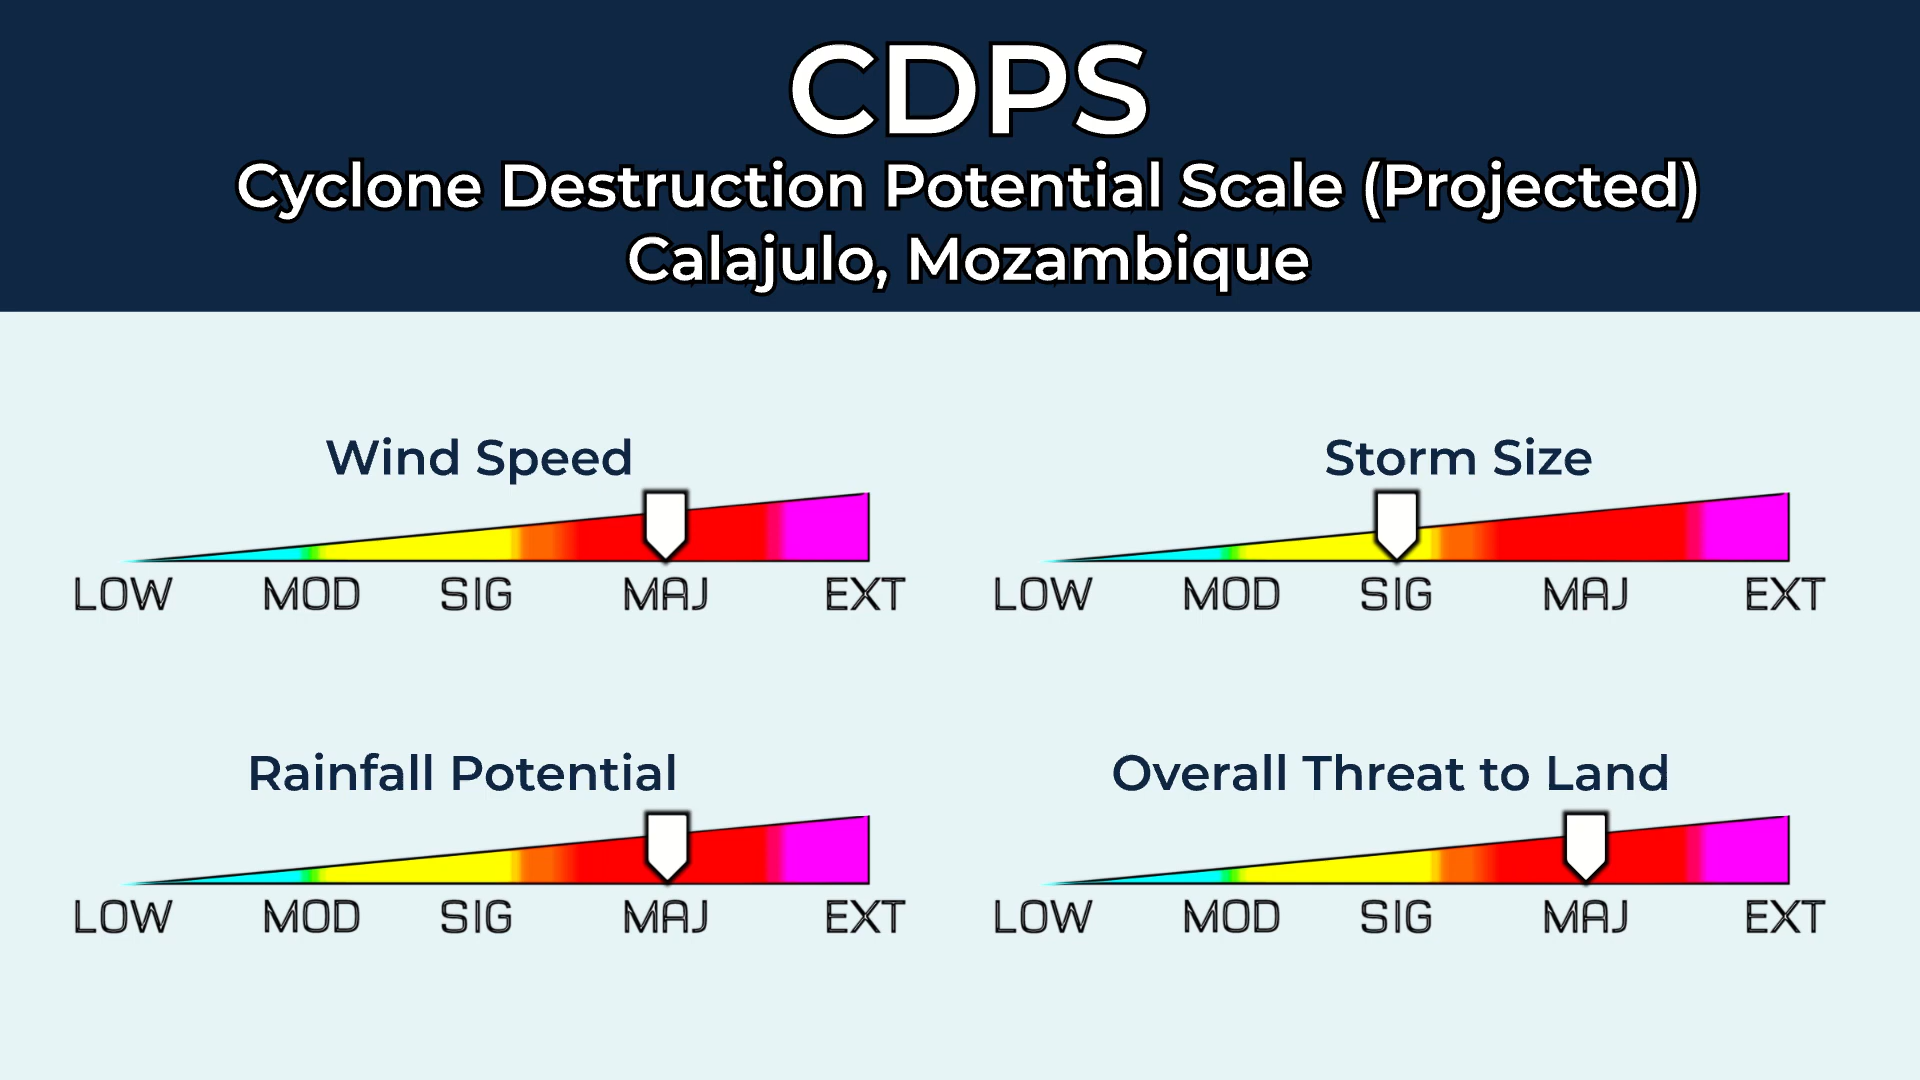 CDPS
Cyclone Destruction Potential Scale (Projected)
Calajulo, Mozambique
Wind Speed
LOW MOD SIG MAJ EXT
Storm Size
LOW MOD SIG MAJ EXT
Rainfall Potential
LOW MOD SIG MAJ EXT
Overall Threat to Land
LOW MOD SIG MAJ EXT